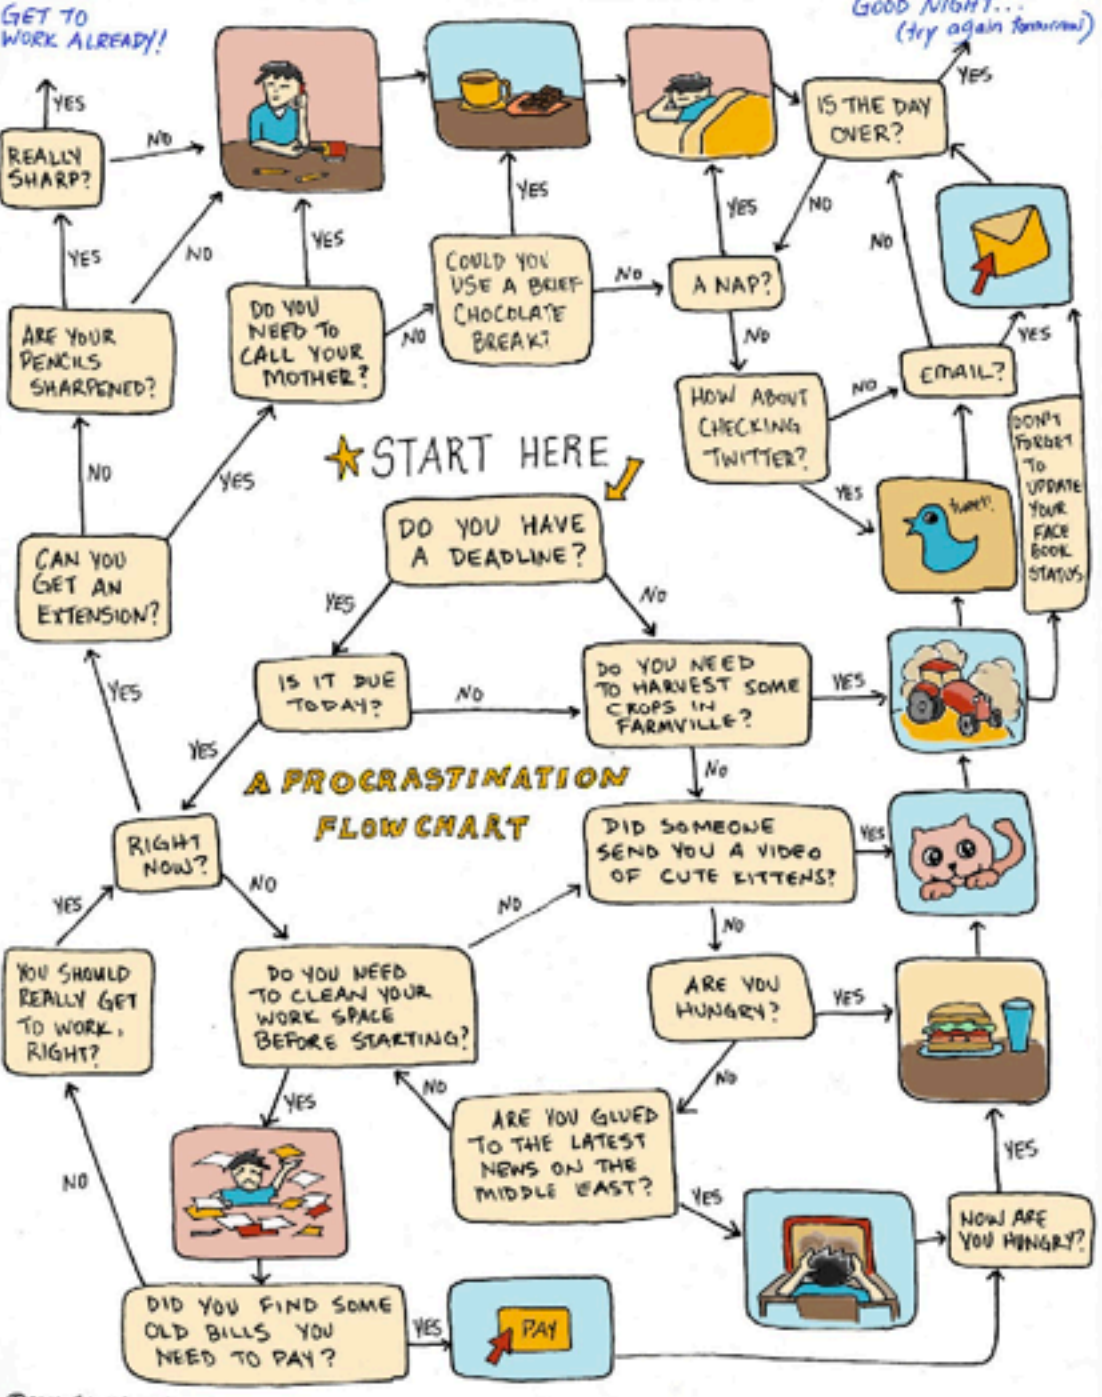 GET TO
WORK ALREADY!
GOOD NIGHT...
(try again tomorrow)
YES
YES
REALLY
SHARP?
NO
IS THE DAY
OVER?
YES
NO
YES
YES
YES
NO
NO
COULD YOU
USE A BRIEF
CHOCOLATE
BREAK?
NO
A NAP?
DO YOU
NEED TO
CALL YOUR
MOTHER?
NO
ARE YOUR
PENCILS
SHARPENED?
NO
YES
EMAIL?
HOW ABOUT
CHECKING
TWITTER?
NO
YES
DON'T
FORGET
TO
UPDATE
YOUR
FACE
BOOK
STATUS
tweet!
START HERE
NO
YES
DO YOU HAVE
A DEADLINE?
CAN YOU
GET AN
EXTENSION?
YES
NO
IS IT DUE
TODAY?
NO
DO YOU NEED
TO HARVEST SOME
CROPS IN
FARMVILLE?
YES
YES
YES
NO
A PROCRASTINATION
FLOWCHART
RIGHT
NOW?
DID SOMEONE
SEND YOU A VIDEO
OF CUTE KITTENS?
YES
YES
NO
NO
NO
YOU SHOULD
REALLY GET
TO WORK,
RIGHT?
DO YOU NEED
TO CLEAN YOUR
WORK SPACE
BEFORE STARTING?
ARE YOU
HUNGRY?
YES
NO
YES
NO
ARE YOU GLUED
TO THE LATEST
NEWS ON THE
MIDDLE EAST?
YES
YES
NO
NOW ARE
YOU HUNGRY?
DID YOU FIND SOME
OLD BILLS YOU
NEED TO PAY?
YES
PAY